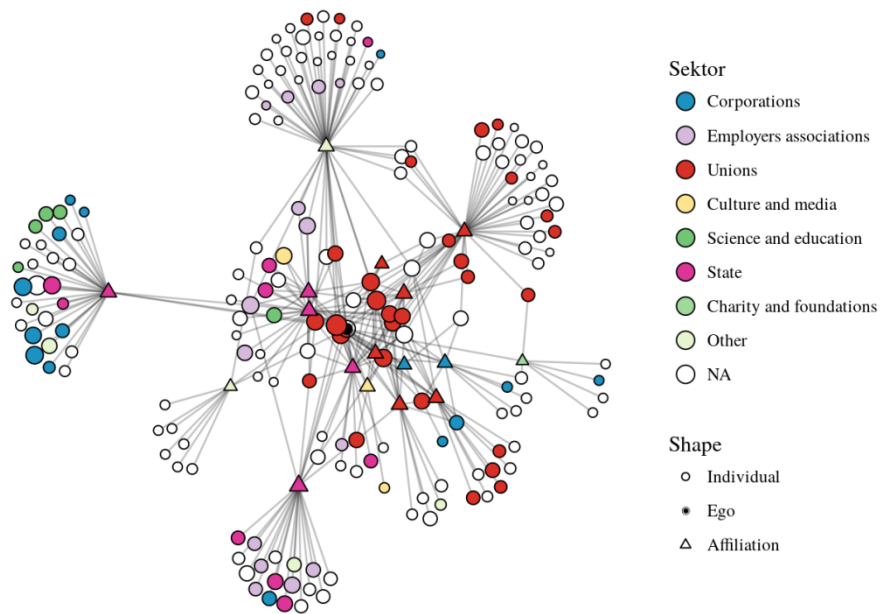 Sektor
Corporations
Employers associations
Unions
Culture and media
Science and education
State
Charity and foundations
Other
NA
Shape
Individual
Ego
Affiliation